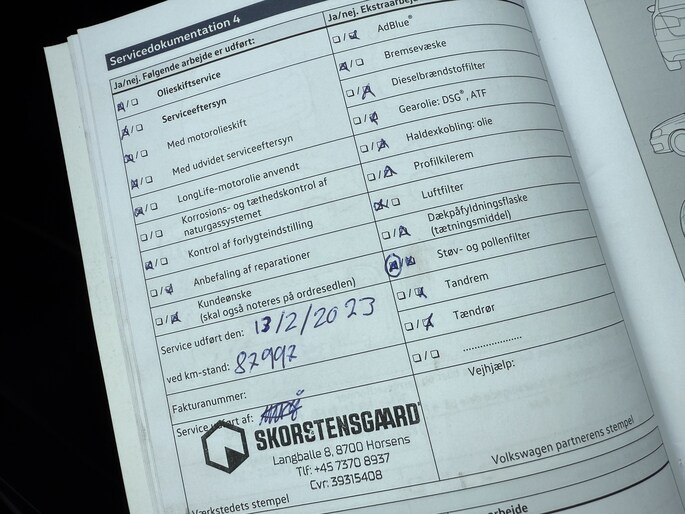 Servicedokumentation 4
Ja/nej. Følgende arbejde er udført:
Olieskiftservice
Serviceeftersyn
Med motorolieskift
Med udvidet serviceeftersyn
LongLife-motorolie anvendt
Korrosions- og tæthedskontrol af
naturgassystemet
Kontrol af forlygteindstilling
Anbefaling af reparationer
Kundeønske
(skal også noteres på ordresedlen)
Service udført den: 13/2/2023
ved km-stand: 87997
Fakturanummer:
Service udført af:
SKORSTENSGAARD
Langballe 8, 8700 Horsens
Tlf: +45 7370 8937
Cvr: 39315408
Værkstedets stempel
Ja/nej. Ekstraarbejde
AdBlue®
Bremsevæske
Dieselbrændstoffilter
Gearolie: DSG®, ATF
Haldexkobling: olie
Profilkilerem
Luftfilter
Dækpåfyldningsflaske
(tætningsmiddel)
Støv- og pollenfilter
Tandrem
Tændrør
.....................
Vejhjælp:
Volkswagen partnerens stempel